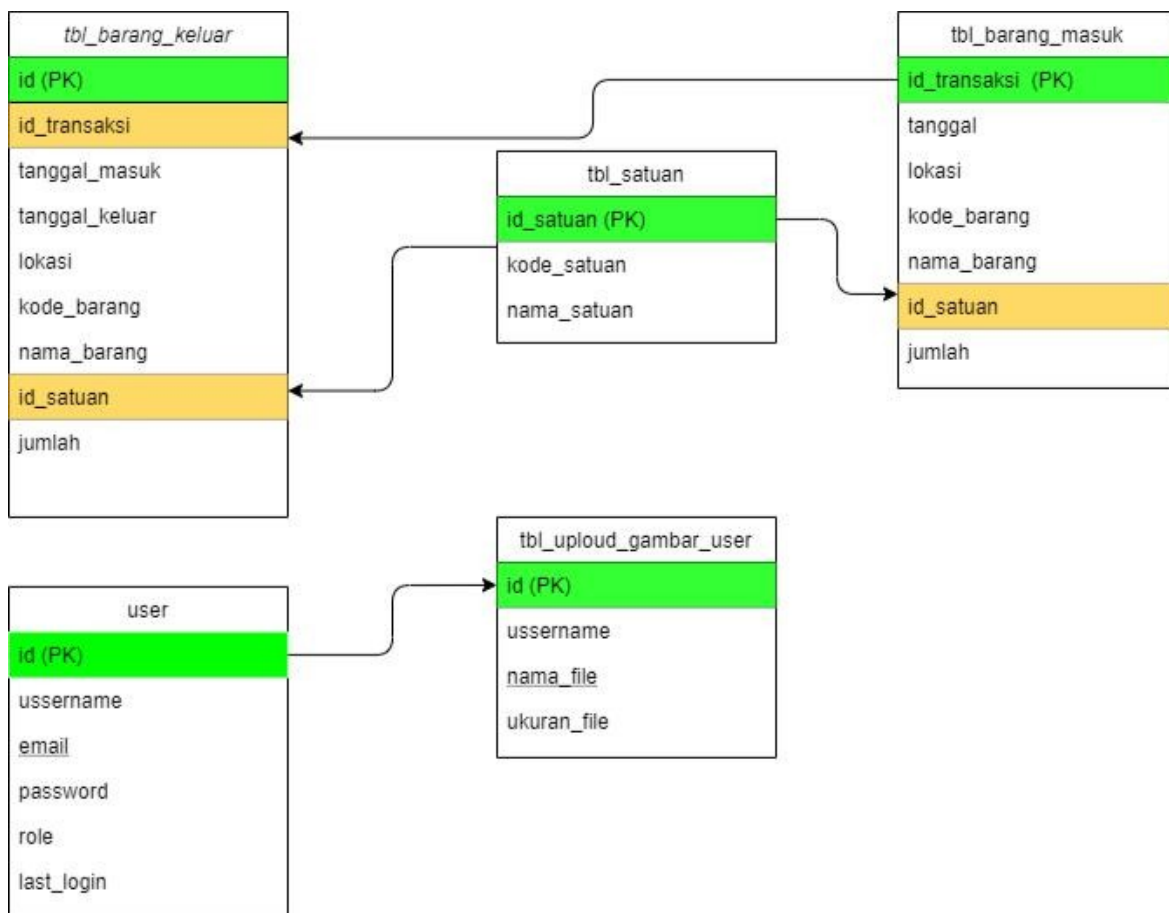 tbl_barang_keluar
id (PK)
id_transaksi
tanggal_masuk
tanggal_keluar
lokasi
kode_barang
nama_barang
id_satuan
jumlah
tbl_satuan
id_satuan (PK)
kode_satuan
nama_satuan
tbl_barang_masuk
id_transaksi (PK)
tanggal
lokasi
kode_barang
nama_barang
id_satuan
jumlah
user
id (PK)
ussername
email
password
role
last_login
tbl_uploud_gambar_user
id (PK)
ussername
nama_file
ukuran_file